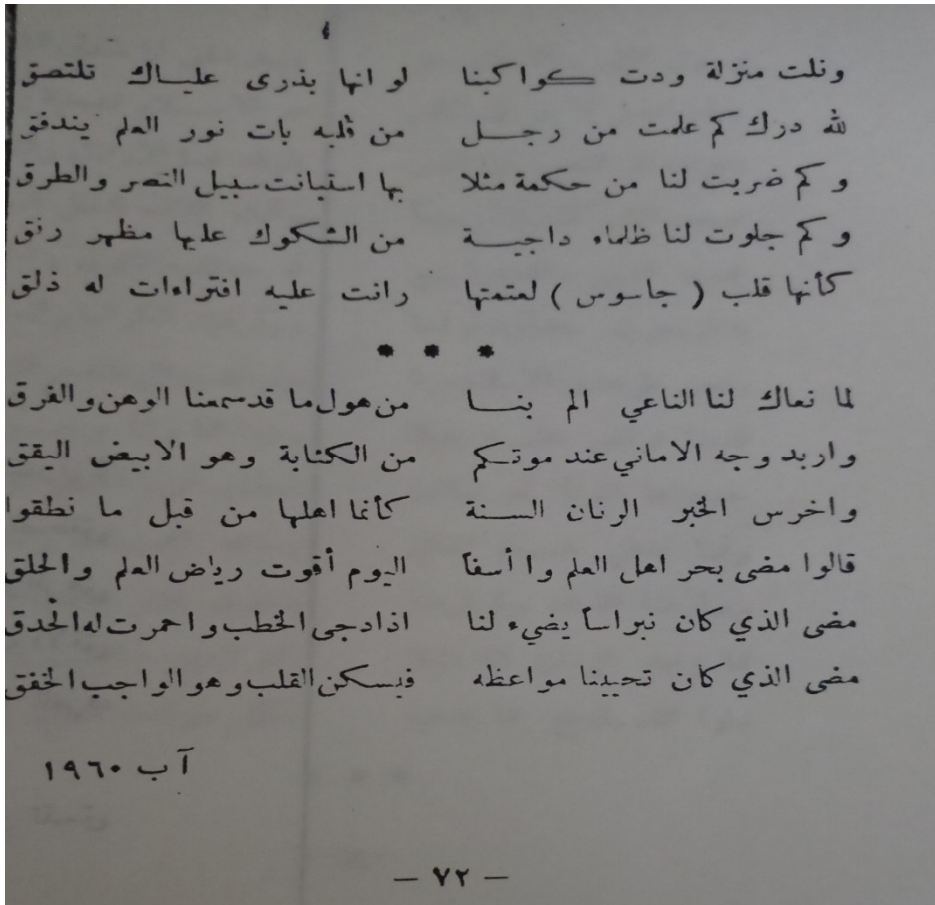 ونلت منزلة ودت كواكبنا لو انها بذرى علياك تلتصق
لله درك كم علمت من رجل من قلبه بات نور العلم يندفق
وكم ضربت لنا من حكمة مثلا بها استبانت سبيل النصر والطرق
وكم جلوت لنا ظلماء داجية من الشكوك عليها مظهر رنق
كأنها قلب ( جاسوس ) لعتمتها رانت عليه افتراءات له ذلق
* * *
لما نعاك لنا الناعي الم بنا من هول ما قد سمعنا الوهن والفرق
واربد وجه الاماني عند موتكم من الكئابة وهو الابيض اليقق
واخرس الخبر الرنان السنة كأنما اهلها من قبل ما نطقوا
قالوا مضى بحر اهل العلم وا أسفاً اليوم أقوت رياض العلم والحلق
مضى الذي كان نبراساً يضيء لنا اذا دجى الخطب واحمرت له الحدق
مضى الذي كان تحيينا مواعظه فيسكن القلب وهو الواجب الخفق
آب ١٩٦٠
— ٧٢ —